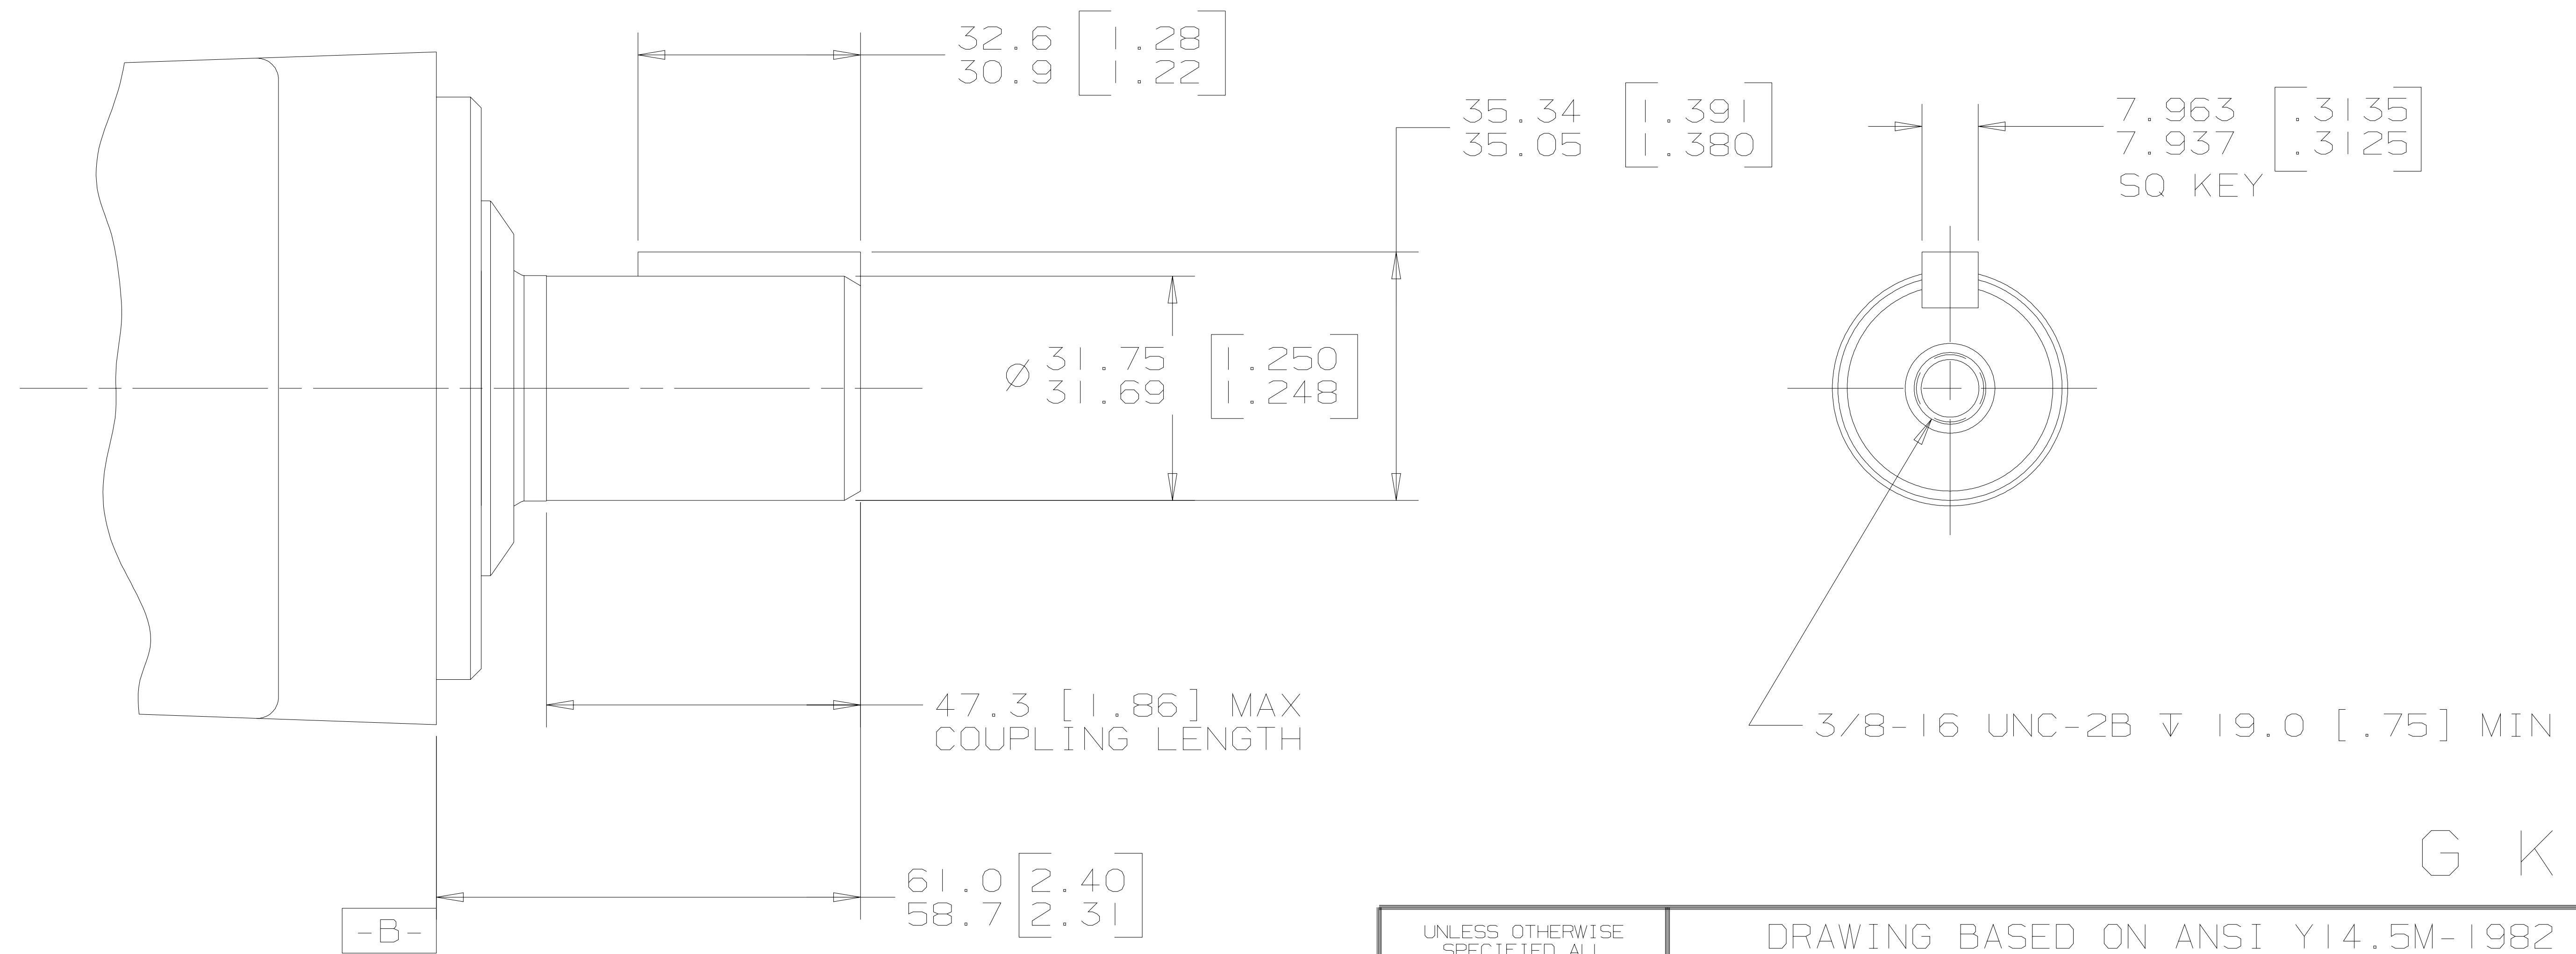 32.6 [1.28
30.9 1.22]
35.34 [1.391
35.05 1.380]
7.963 [.3135
7.937 .3125]
SQ KEY
Ø 31.75 [1.250
31.69 1.248]
47.3 [1.86] MAX
COUPLING LENGTH
3/8-16 UNC-2B ↧ 19.0 [.75] MIN
G K
61.0 [2.40
58.7 2.31]
-B-
UNLESS OTHERWISE
SPECIFIED ALL
DRAWING BASED ON ANSI Y14.5M-1982